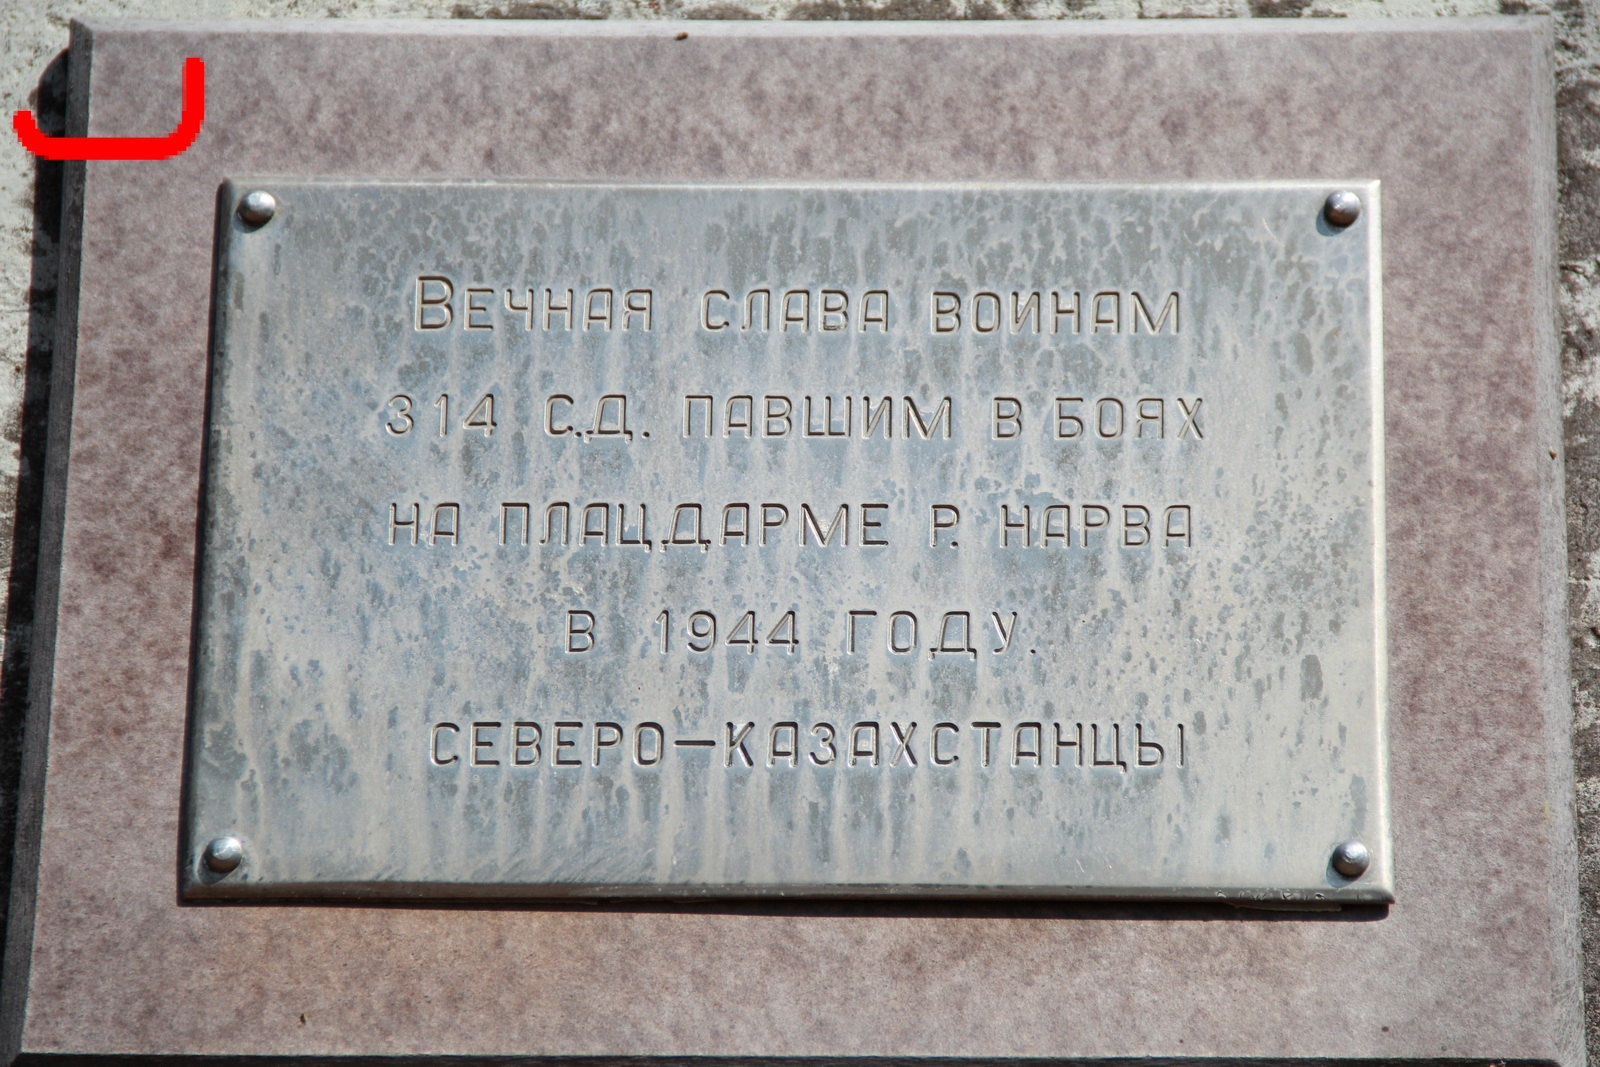 Вечная слава воинам
314 с.д. павшим в боях
на плацдарме р. Нарва
в 1944 году.
Северо-Казахстанцы